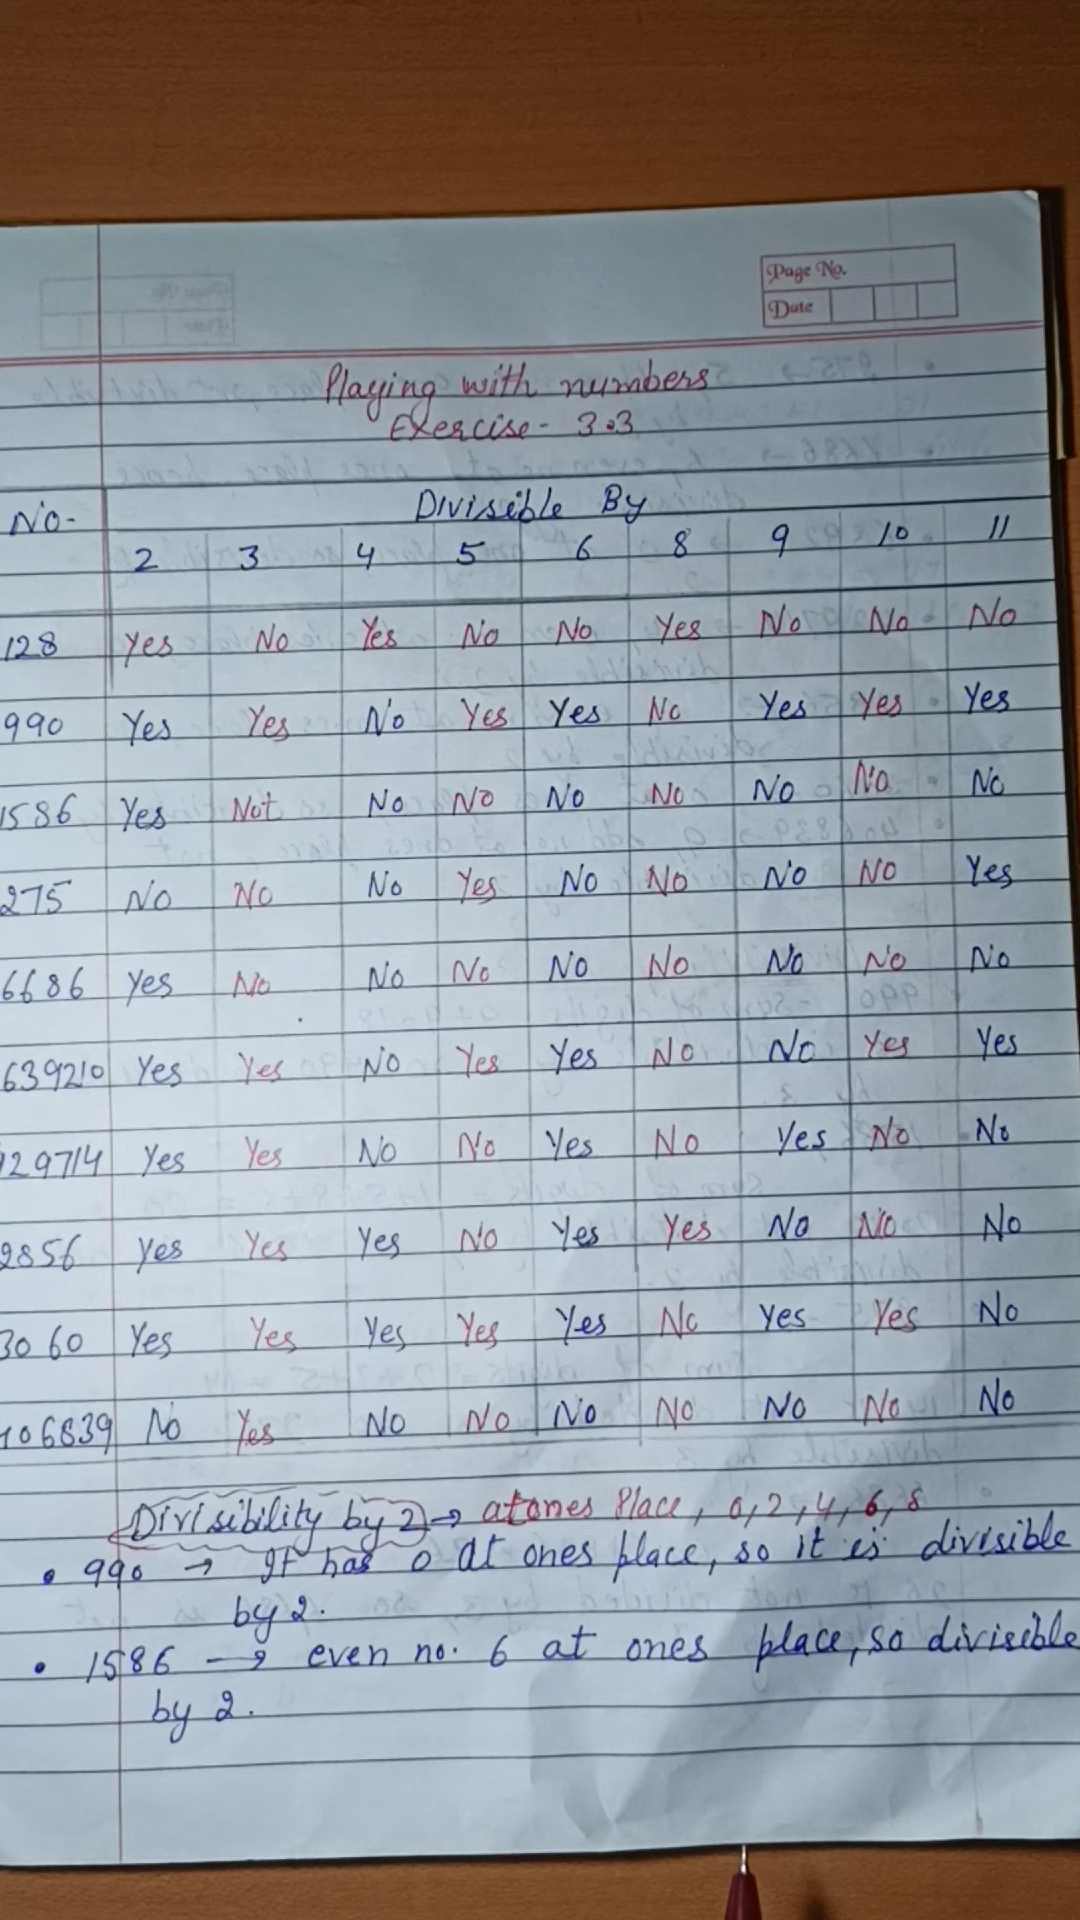 Page No.
Date
Playing with numbers
Exercise - 3.3
No- Divisible By
2 3 4 5 6 8 9 10 11
128 Yes No Yes No No Yes No No No
990 Yes Yes No Yes Yes No Yes Yes Yes
1586 Yes Not No No No No No No No
275 No No No Yes No No No No Yes
6686 Yes No No No No No No No No
639210 Yes Yes No Yes Yes No No Yes Yes
429714 Yes Yes No No Yes No Yes No No
2856 Yes Yes Yes No Yes Yes No No No
3060 Yes Yes Yes Yes Yes No Yes Yes No
406839 No Yes No No No No No No No
Divisibility by 2 → at ones Place, 0,2,4,6,8
• 990 → It has 0 at ones place, so it is divisible
by 2.
• 1586 → even no. 6 at ones place, so divisible
by 2.